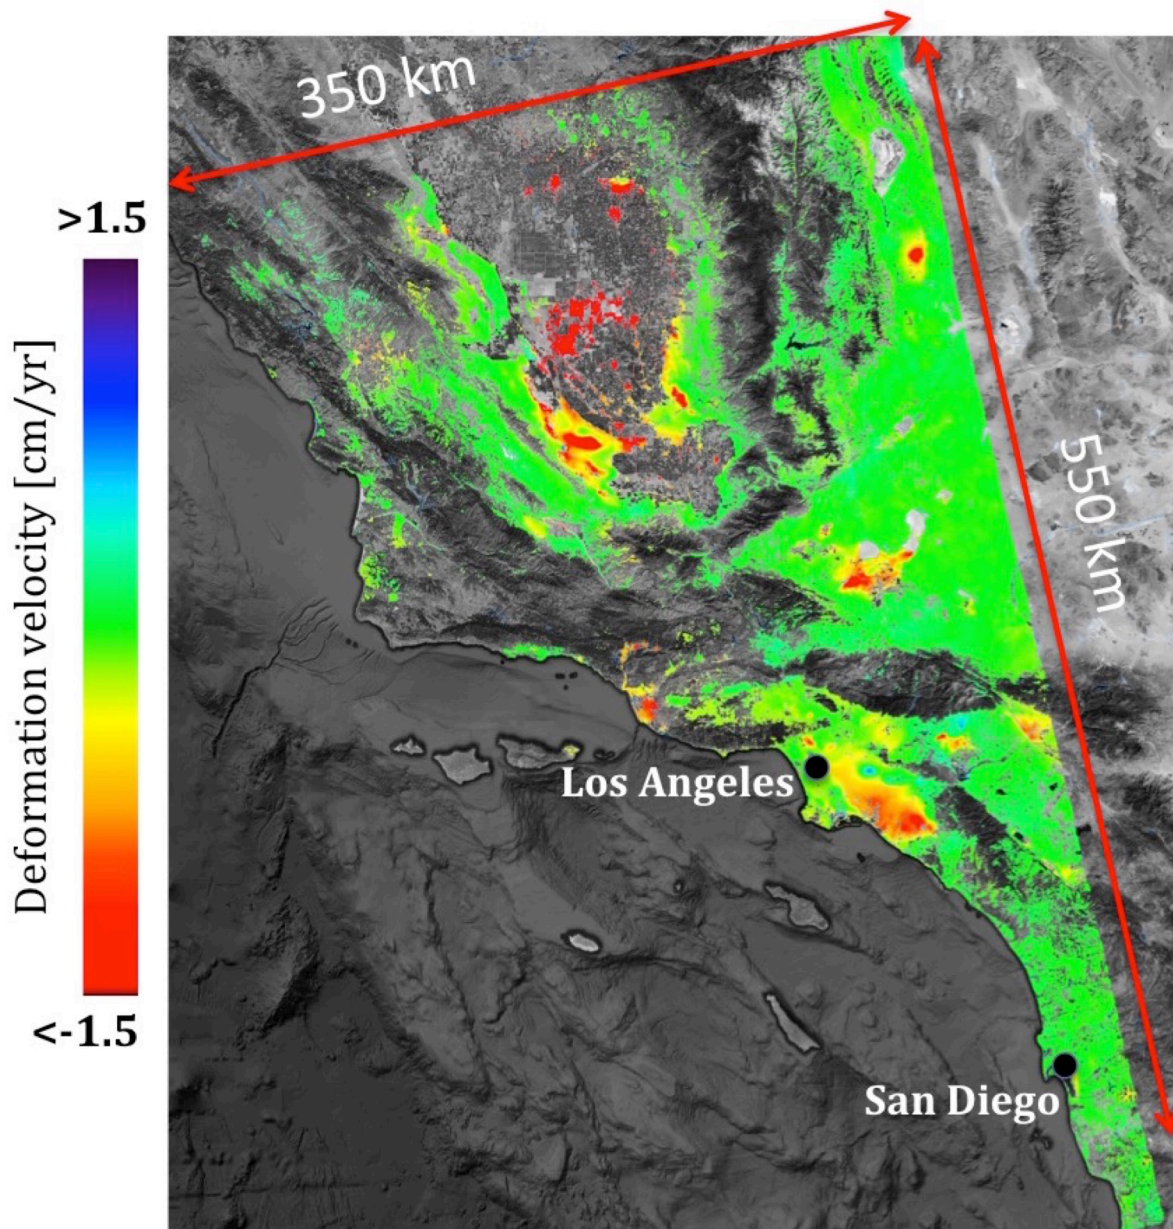 350 km
>1.5
Deformation velocity [cm/yr]
550 km
Los Angeles
<-1.5
San Diego